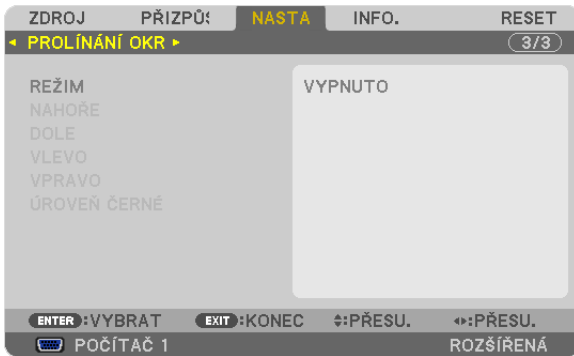 ZDROJ PŘIZPŮ NASTA INFO. RESET
PROLÍNÁNÍ OKR 3/3
REŽIM VYPNUTO
NAHOŘE
DOLE
VLEVO
VPRAVO
ÚROVEŇ ČERNÉ
ENTER:VYBRAT EXIT:KONEC :PŘESU. :PŘESU.
POČÍTAČ 1 ROZŠÍŘENÁ